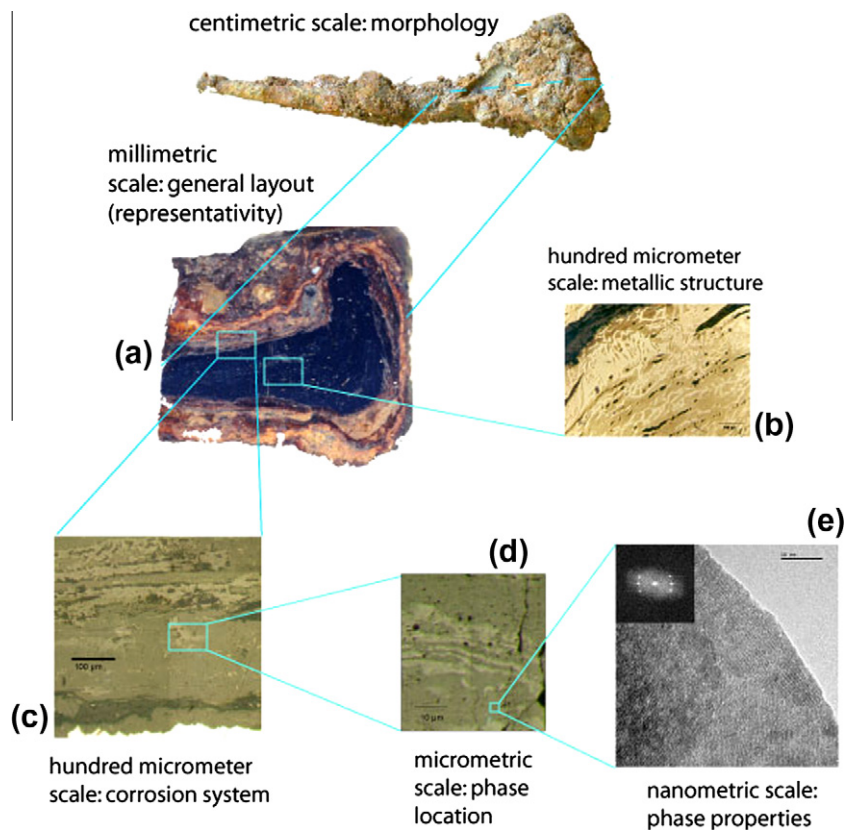 centimetric scale: morphology
millimetric
scale: general layout
(representativity)
hundred micrometer
scale: metallic structure
(a)
(b)
(e)
(d)
100 µm
10 µm
(c)
hundred micrometer
scale: corrosion system
micrometric
scale: phase
location
nanometric scale:
phase properties